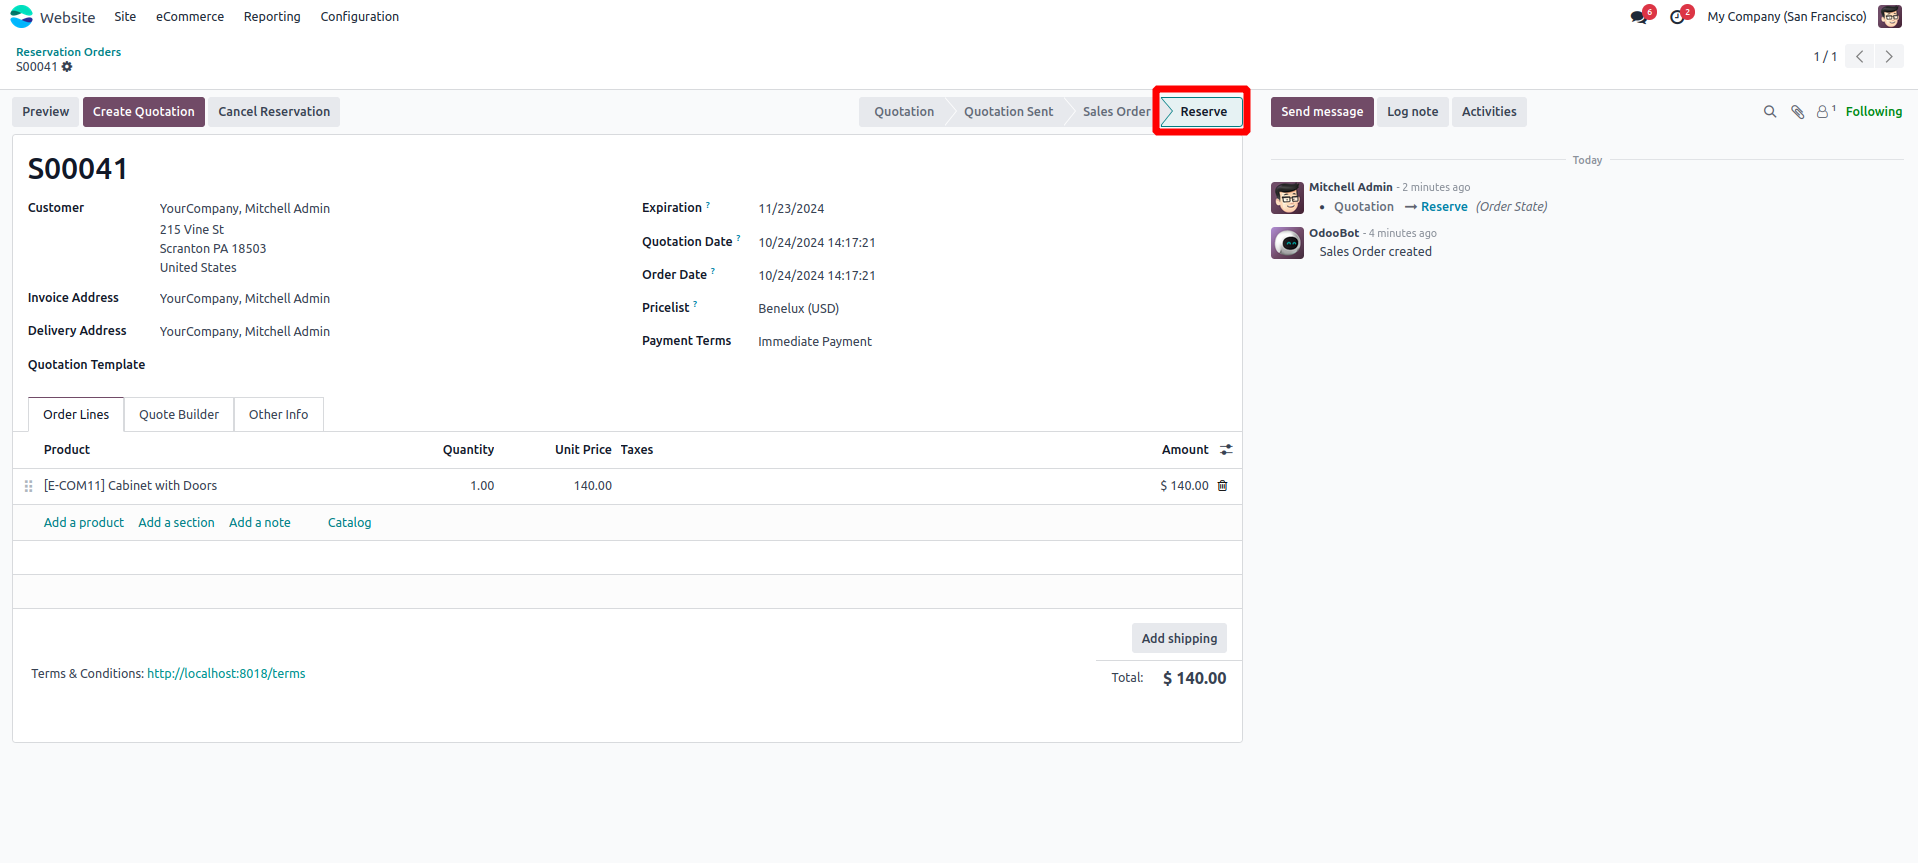 Website Site eCommerce Reporting Configuration 6 2 My Company (San Francisco)
Reservation Orders
S00041
1 / 1
Preview Create Quotation Cancel Reservation Quotation Quotation Sent Sales Order Reserve Send message Log note Activities 1 Following
Today
S00041
Mitchell Admin - 2 minutes ago
Quotation → Reserve (Order State)
OdooBot - 4 minutes ago
Sales Order created
Customer YourCompany, Mitchell Admin
215 Vine St
Scranton PA 18503
United States
Invoice Address YourCompany, Mitchell Admin
Delivery Address YourCompany, Mitchell Admin
Quotation Template
Expiration ? 11/23/2024
Quotation Date ? 10/24/2024 14:17:21
Order Date ? 10/24/2024 14:17:21
Pricelist ? Benelux (USD)
Payment Terms Immediate Payment
Order Lines Quote Builder Other Info
Product Quantity Unit Price Taxes Amount
[E-COM11] Cabinet with Doors 1.00 140.00 $ 140.00
Add a product Add a section Add a note Catalog
Add shipping
Terms & Conditions: http://localhost:8018/terms
Total: $ 140.00